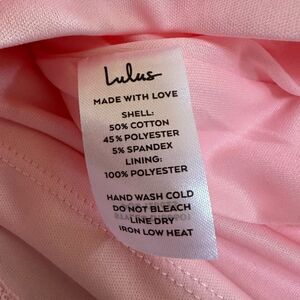 Lulus
MADE WITH LOVE
SHELL:
50% COTTON
45% POLYESTER
5% SPANDEX
LINING:
100% POLYESTER
HAND WASH COLD
DO NOT BLEACH
LINE DRY
IRON LOW HEAT